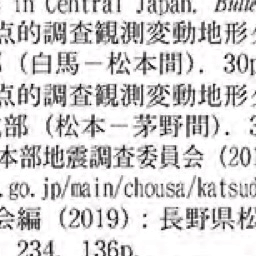 in Central Japan. Bulle
点的調査観測変動地形
(白馬－松本間). 30p
点的調査観測変動地形
部 (松本－茅野間). 3
本部地震調査委員会 (201
.go.jp/main/chousa/katsud
会編 (2019) : 長野県松
234, 136p.